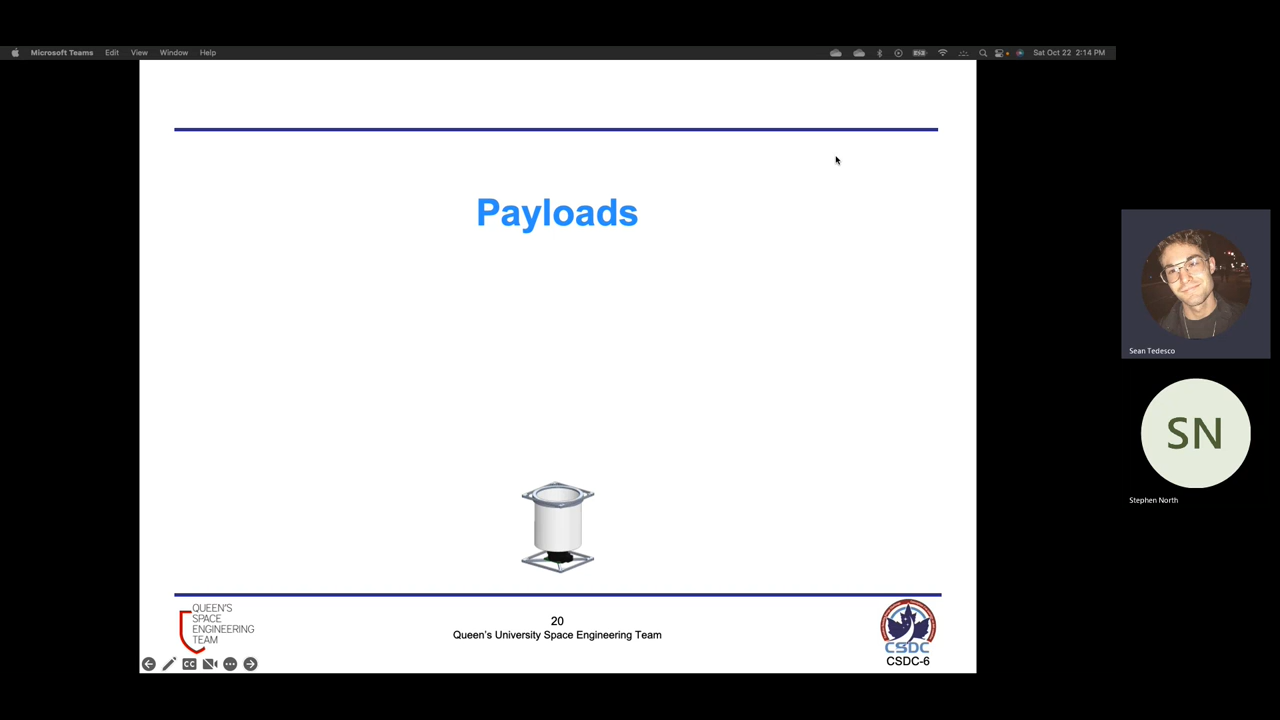 Microsoft Teams Edit View Window Help Sat Oct 22 2:14 PM
Payloads
Sean Tedesco
SN
Stephen North
QUEEN'S
SPACE
ENGINEERING
TEAM
20
Queen's University Space Engineering Team
CSDC
CSDC-6
CC